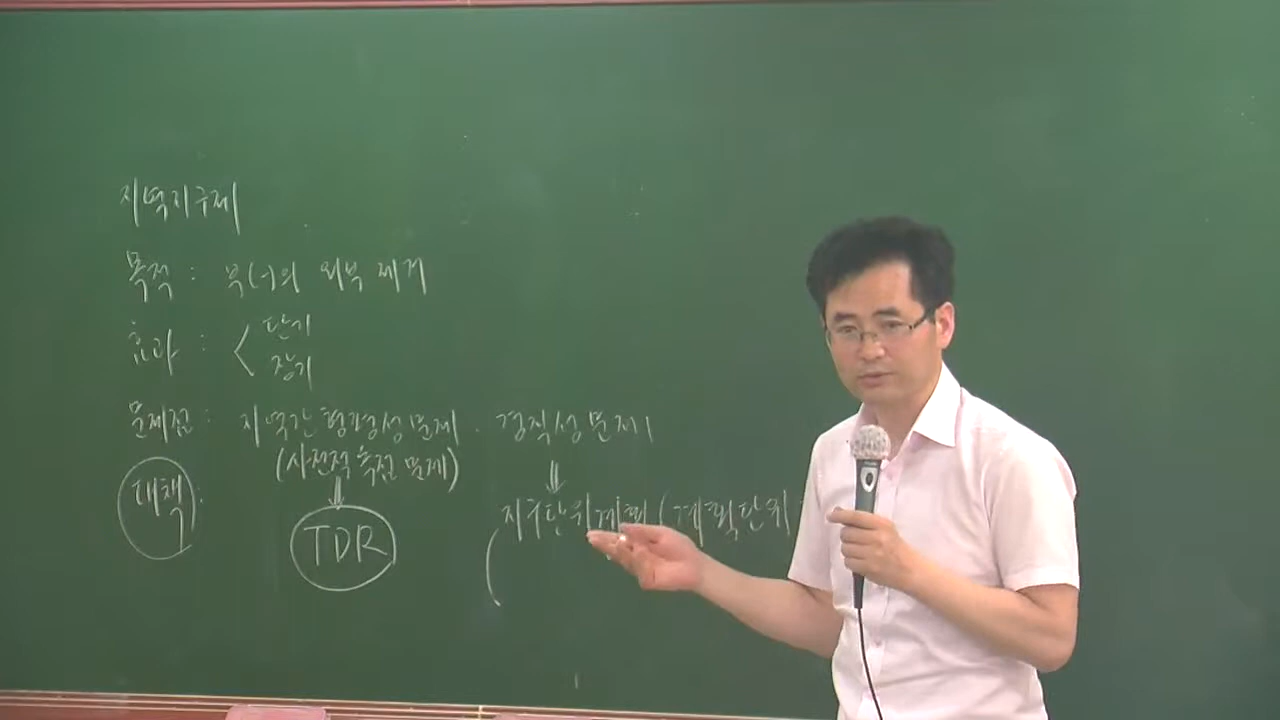 지역지구제
목적 : 부(-)의 외부 제거
효과 : < 단기
장기
문제점 : 지역간 형평성 문제 . 경직성 문제
(사전적 독점 문제)
대책 :
TDR
지구단위계획 (계획단위